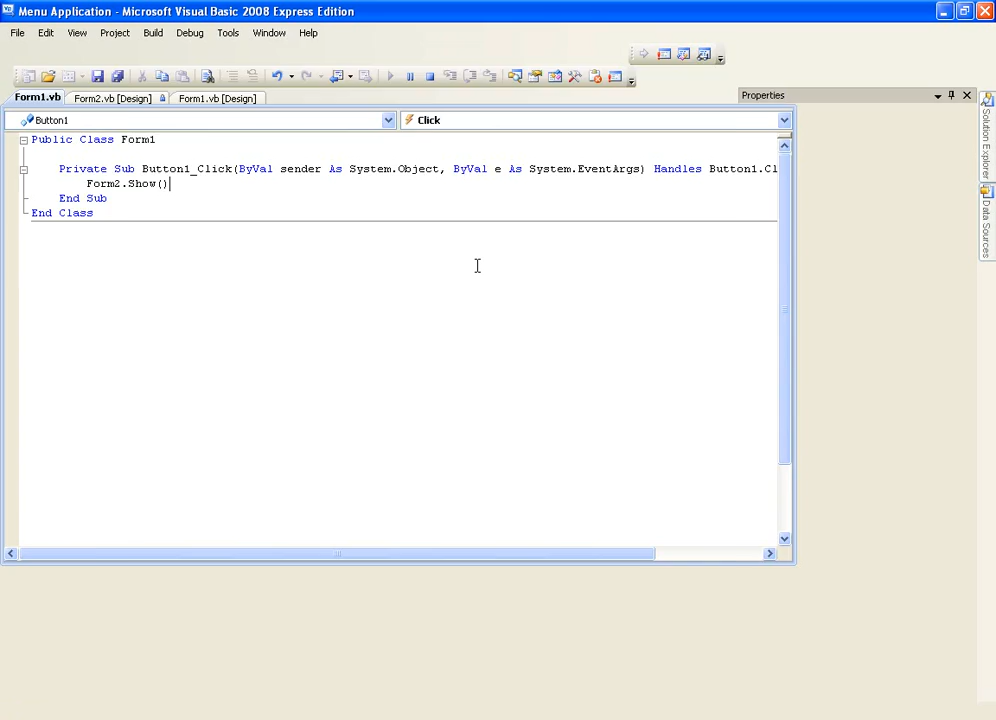 Menu Application - Microsoft Visual Basic 2008 Express Edition
File Edit View Project Build Debug Tools Window Help
Form1.vb Form2.vb [Design] Form1.vb [Design]
Properties
Button1 Click
Public Class Form1
Private Sub Button1_Click(ByVal sender As System.Object, ByVal e As System.EventArgs) Handles Button1.Cl
Form2.Show()
End Sub
End Class
Solution Explorer
Data Sources